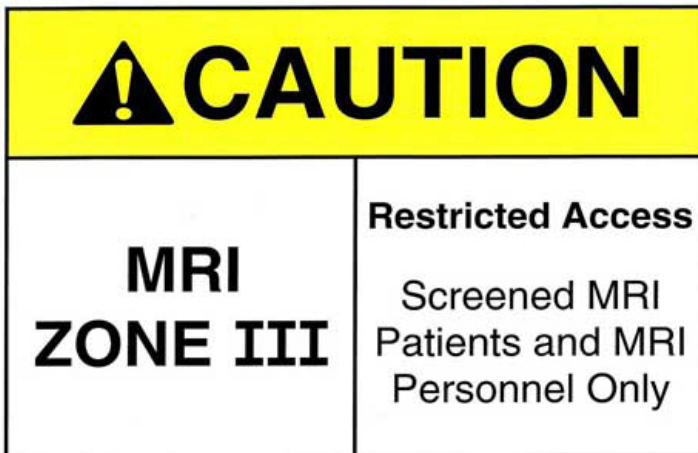 CAUTION
MRI
ZONE III
Restricted Access
Screened MRI
Patients and MRI
Personnel Only